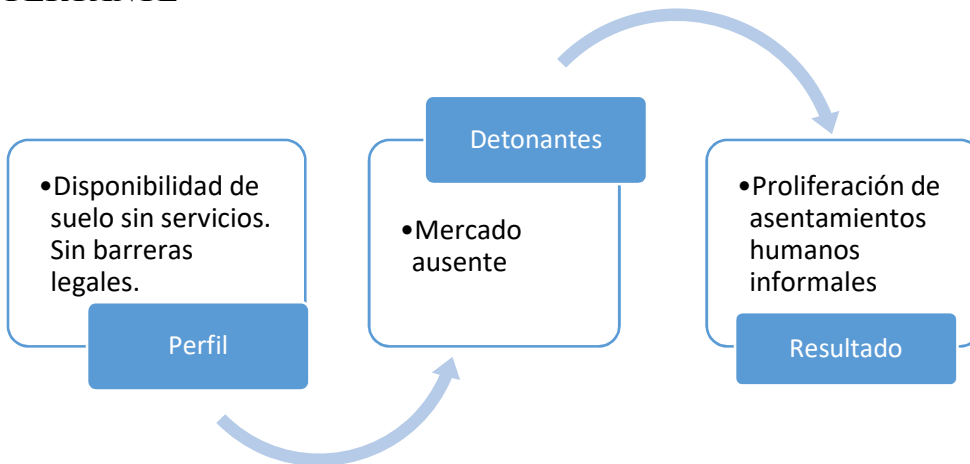 •Disponibilidad de
suelo sin servicios.
Sin barreras
legales.
Perfil
Detonantes
•Mercado
ausente
•Proliferación de
asentamientos
humanos
informales
Resultado